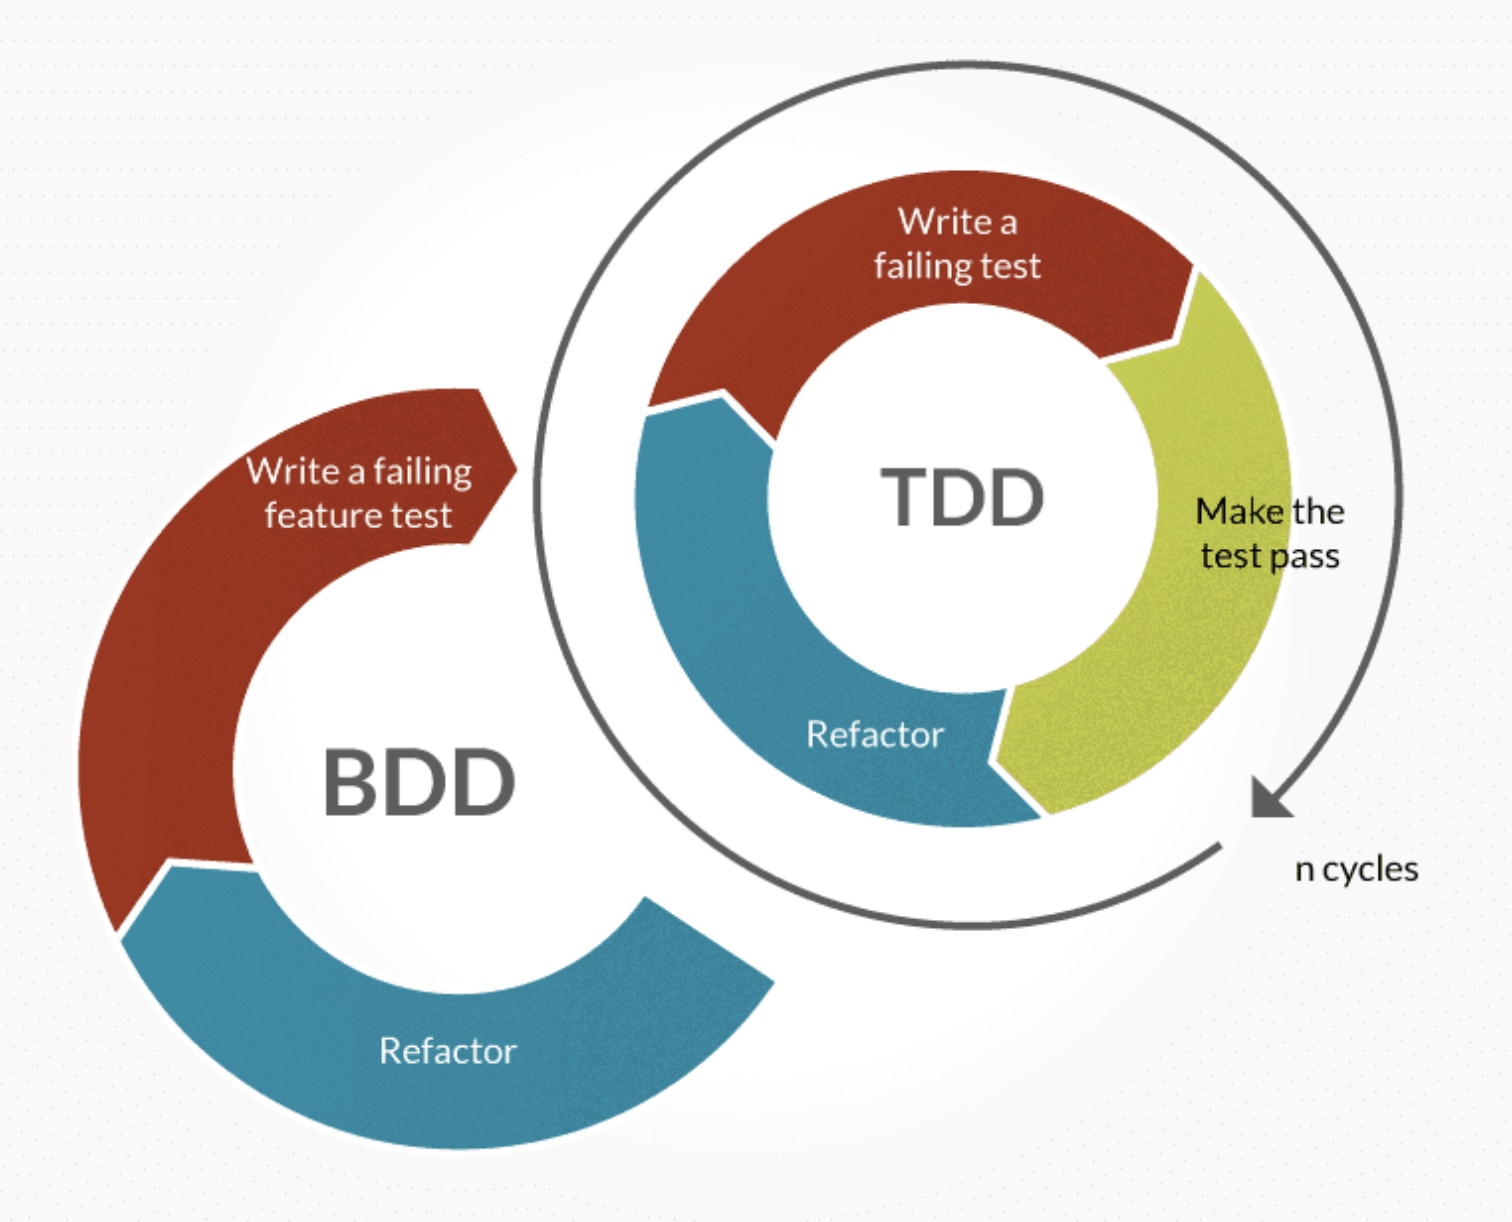 Write a
failing test
TDD
Make the
test pass
Refactor
n cycles
Write a failing
feature test
BDD
Refactor